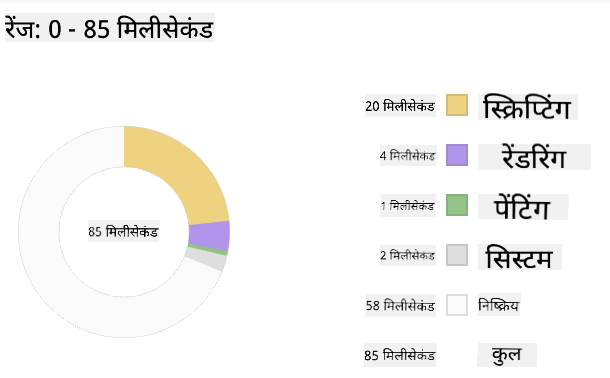 रेंज: 0 - 85 मिलीसेकंड
20 मिलीसेकंड स्क्रिप्टिंग
4 मिलीसेकंड रेंडरिंग
85 मिलीसेकंड
1 मिलीसेकंड पेंटिंग
2 मिलीसेकंड सिस्टम
58 मिलीसेकंड निष्क्रिय
85 मिलीसेकंड कुल